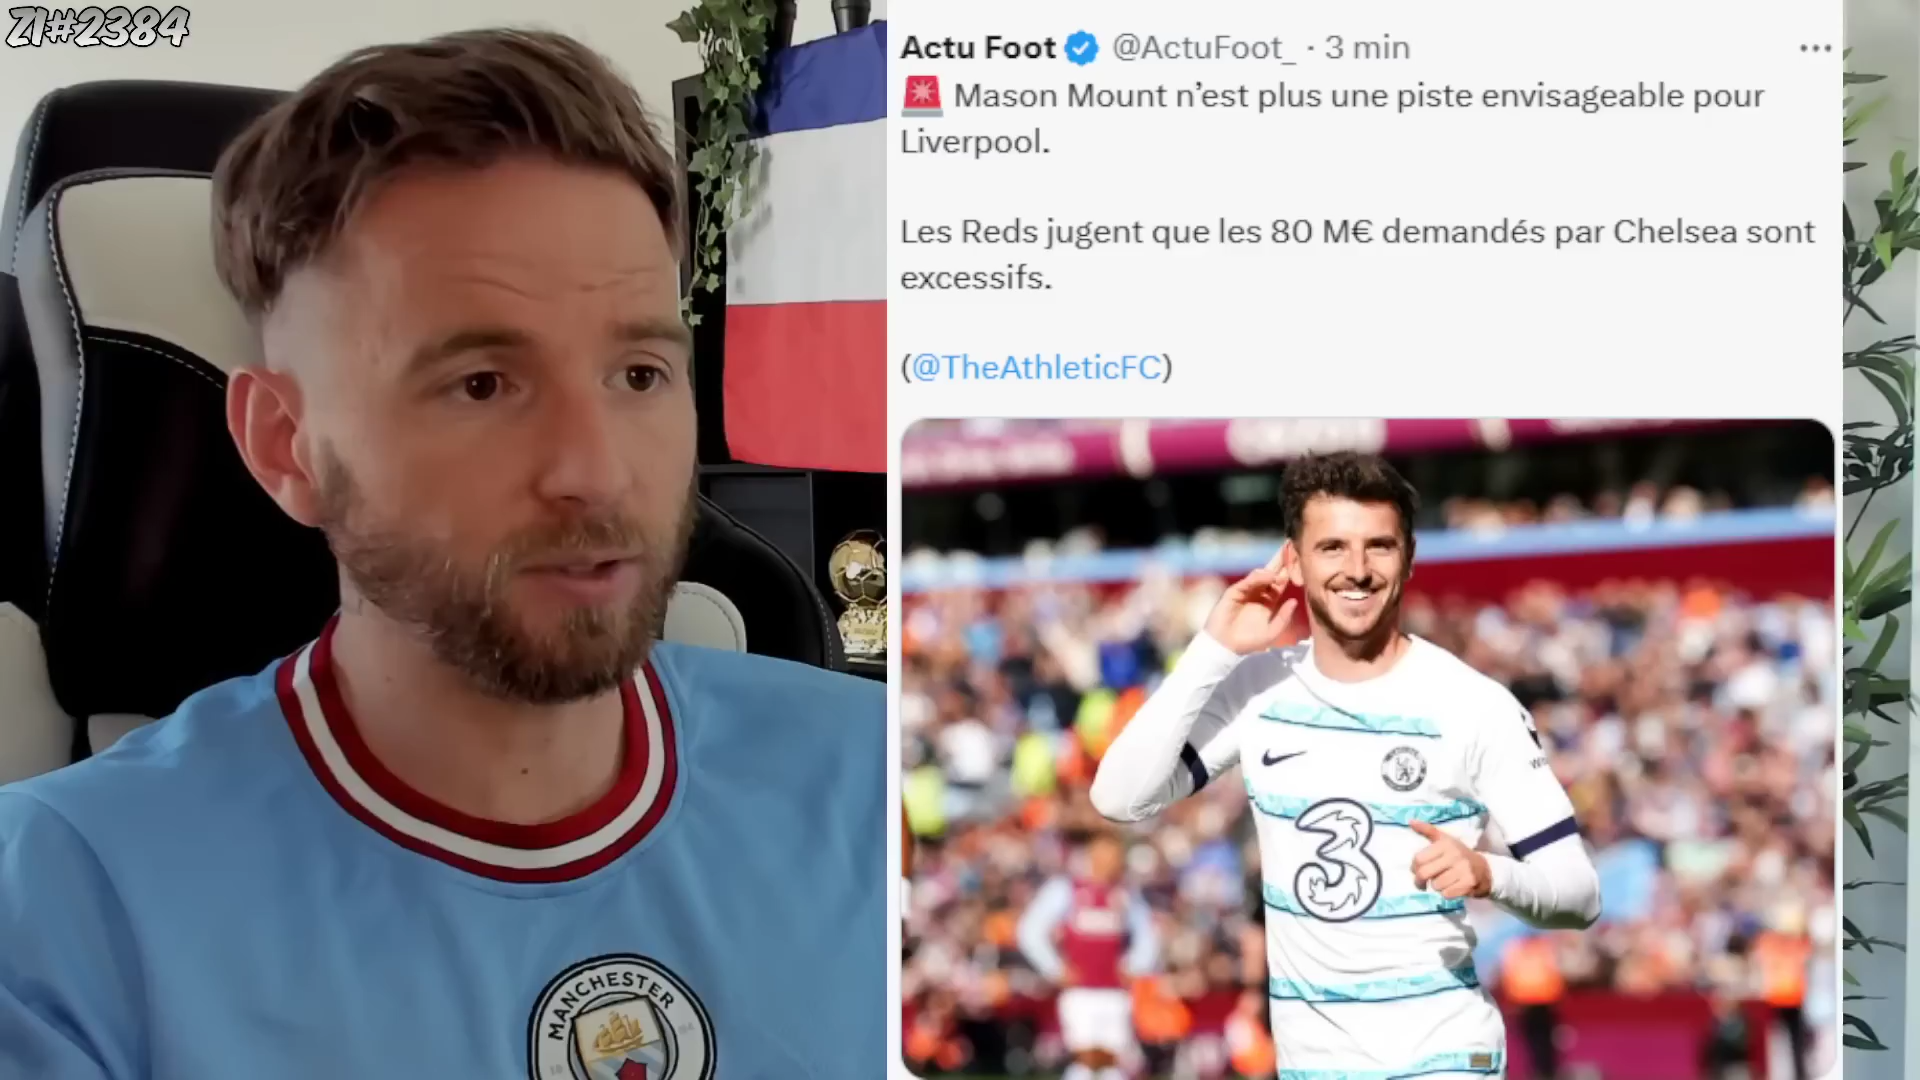 ZI#2384
Actu Foot @ActuFoot_ · 3 min
🚨 Mason Mount n’est plus une piste envisageable pour
Liverpool.
Les Reds jugent que les 80 M€ demandés par Chelsea sont
excessifs.
(@TheAthleticFC)
3
MANCHESTER